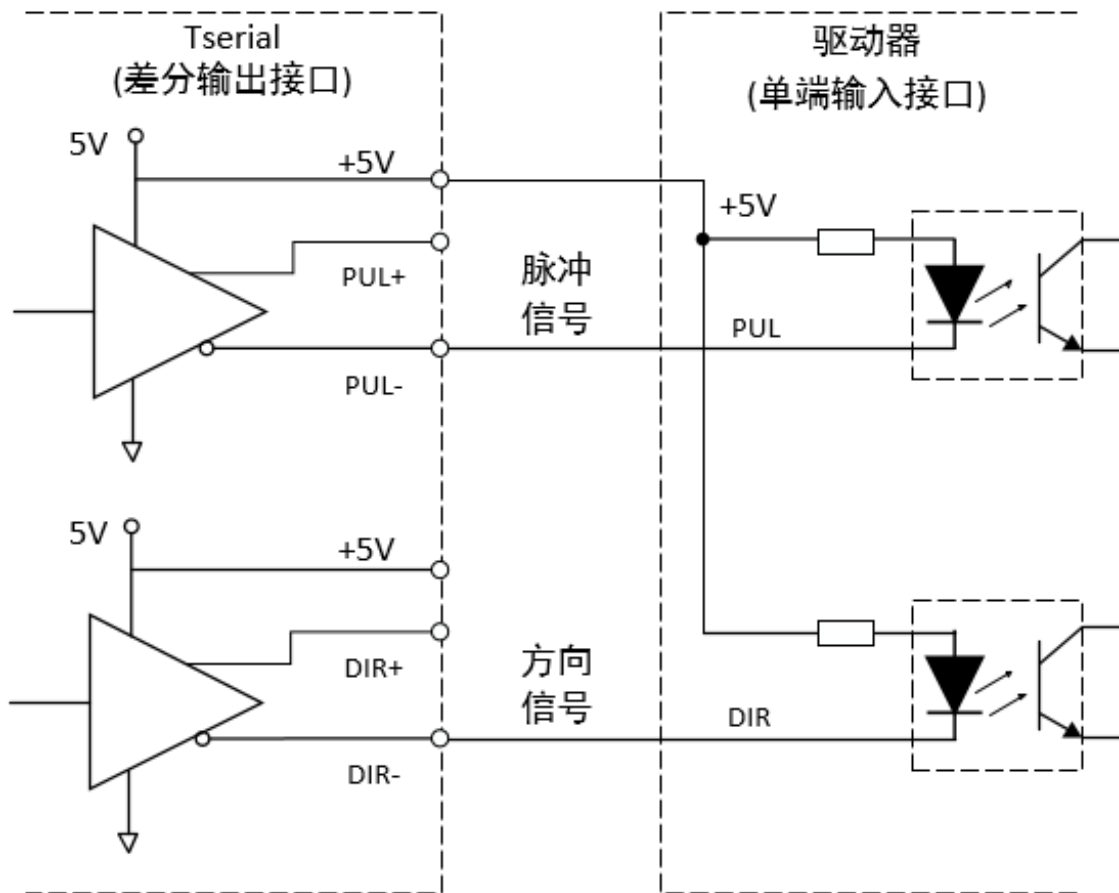 Tserial
(差分输出接口)
驱动器
(单端输入接口)
5V
+5V
+5V
PUL+
脉冲
信号
PUL
PUL-
5V
+5V
DIR+
方向
信号
DIR
DIR-